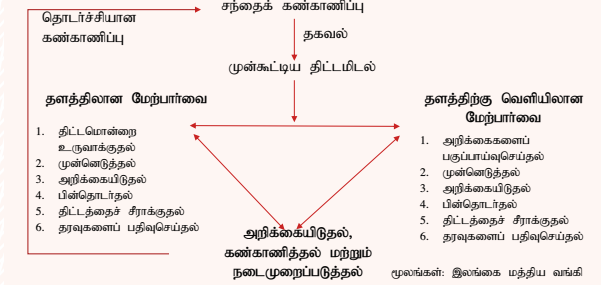 சந்தைக் கண்காணிப்பு
தொடர்ச்சியான
கண்காணிப்பு
தகவல்
முன்கூட்டிய திட்டமிடல்
தளத்திலான மேற்பார்வை
1. திட்டமொன்றை
உருவாக்குதல்
2. முன்னெடுத்தல்
3. அறிக்கையிடுதல்
4. பின்தொடர்தல்
5. திட்டத்தைச் சீராக்குதல்
6. தரவுகளைப் பதிவுசெய்தல்
தளத்திற்கு வெளியிலான
மேற்பார்வை
1. அறிக்கைகளைப்
பகுப்பாய்வுசெய்தல்
2. முன்னெடுத்தல்
3. அறிக்கையிடுதல்
4. பின்தொடர்தல்
5. திட்டத்தைச் சீராக்குதல்
6. தரவுகளைப் பதிவுசெய்தல்
அறிக்கையிடுதல்,
கண்காணித்தல் மற்றும்
நடைமுறைப்படுத்தல்
மூலங்கள்: இலங்கை மத்திய வங்கி